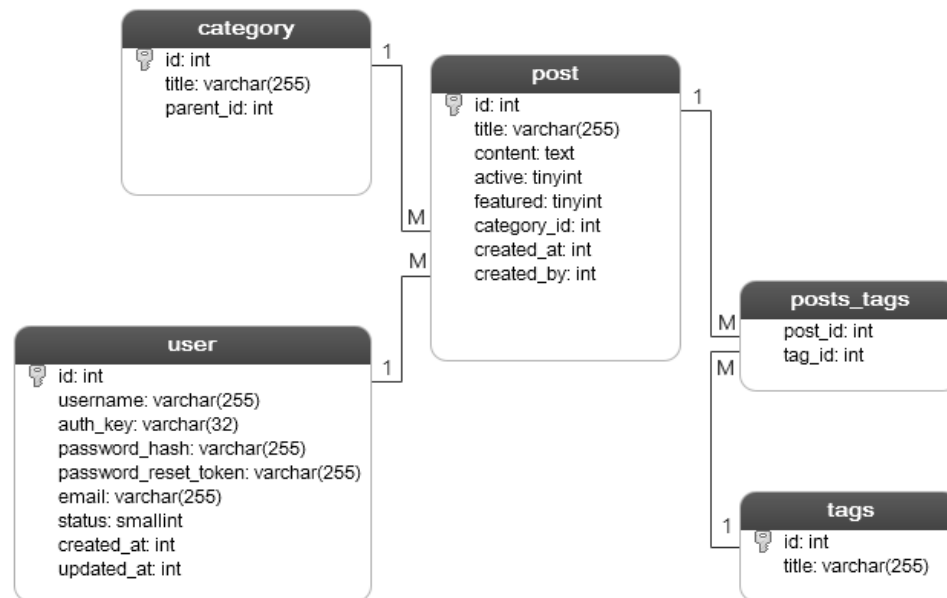 category
id: int
title: varchar(255)
parent_id: int
1
M
post
id: int
title: varchar(255)
content: text
active: tinyint
featured: tinyint
category_id: int
created_at: int
created_by: int
1
M
user
id: int
username: varchar(255)
auth_key: varchar(32)
password_hash: varchar(255)
password_reset_token: varchar(255)
email: varchar(255)
status: smallint
created_at: int
updated_at: int
1
M
posts_tags
post_id: int
tag_id: int
M
1
tags
id: int
title: varchar(255)